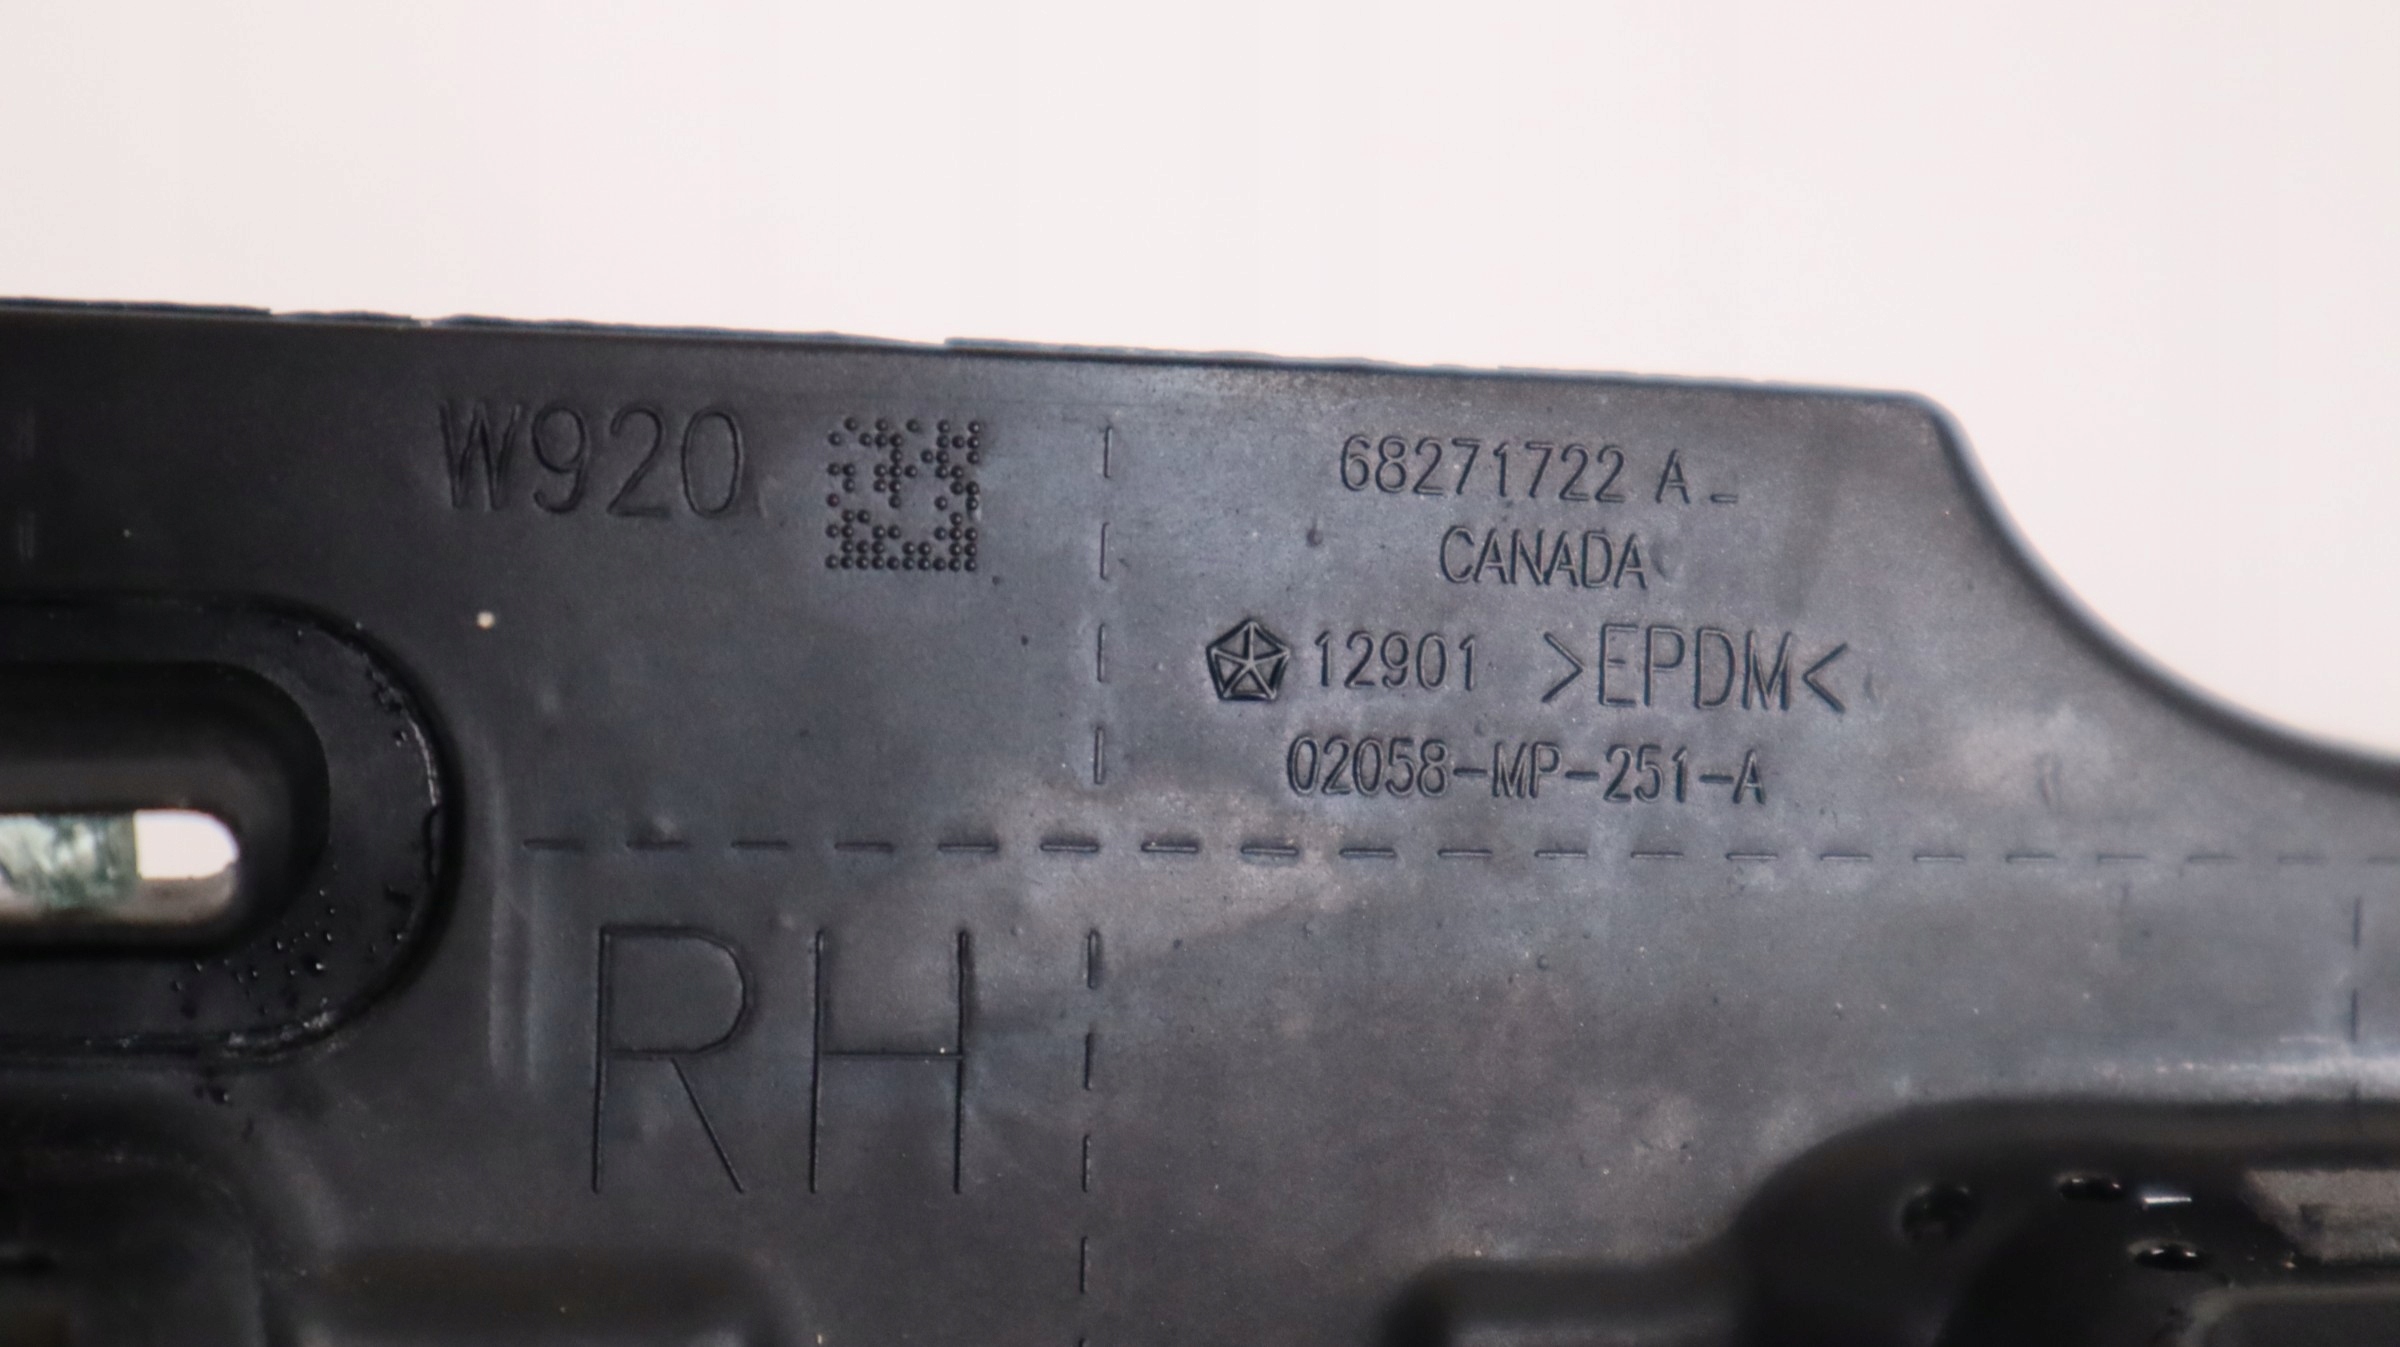 W920
68271722 A-
CANADA
12901 >EPDM<
02058-MP-251-A
RH